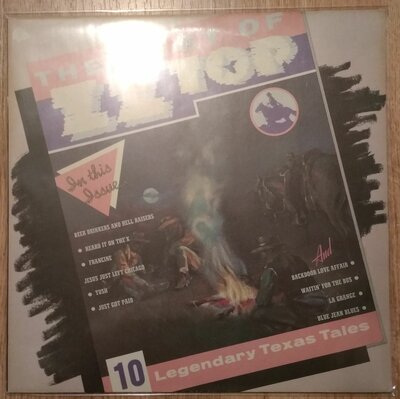 THE
OF
ZZ TOP
In this
Issue
BEER DRINKERS AND HELL RAISERS
HEARD IT ON THE X
FRANCINE
JESUS JUST LEFT CHICAGO
TUSH
JUST GOT PAID
And
BACKDOOR LOVE AFFAIR
WAITIN' FOR THE BUS
LA GRANGE
BLUE JEAN BLUES
10 Legendary Texas Tales